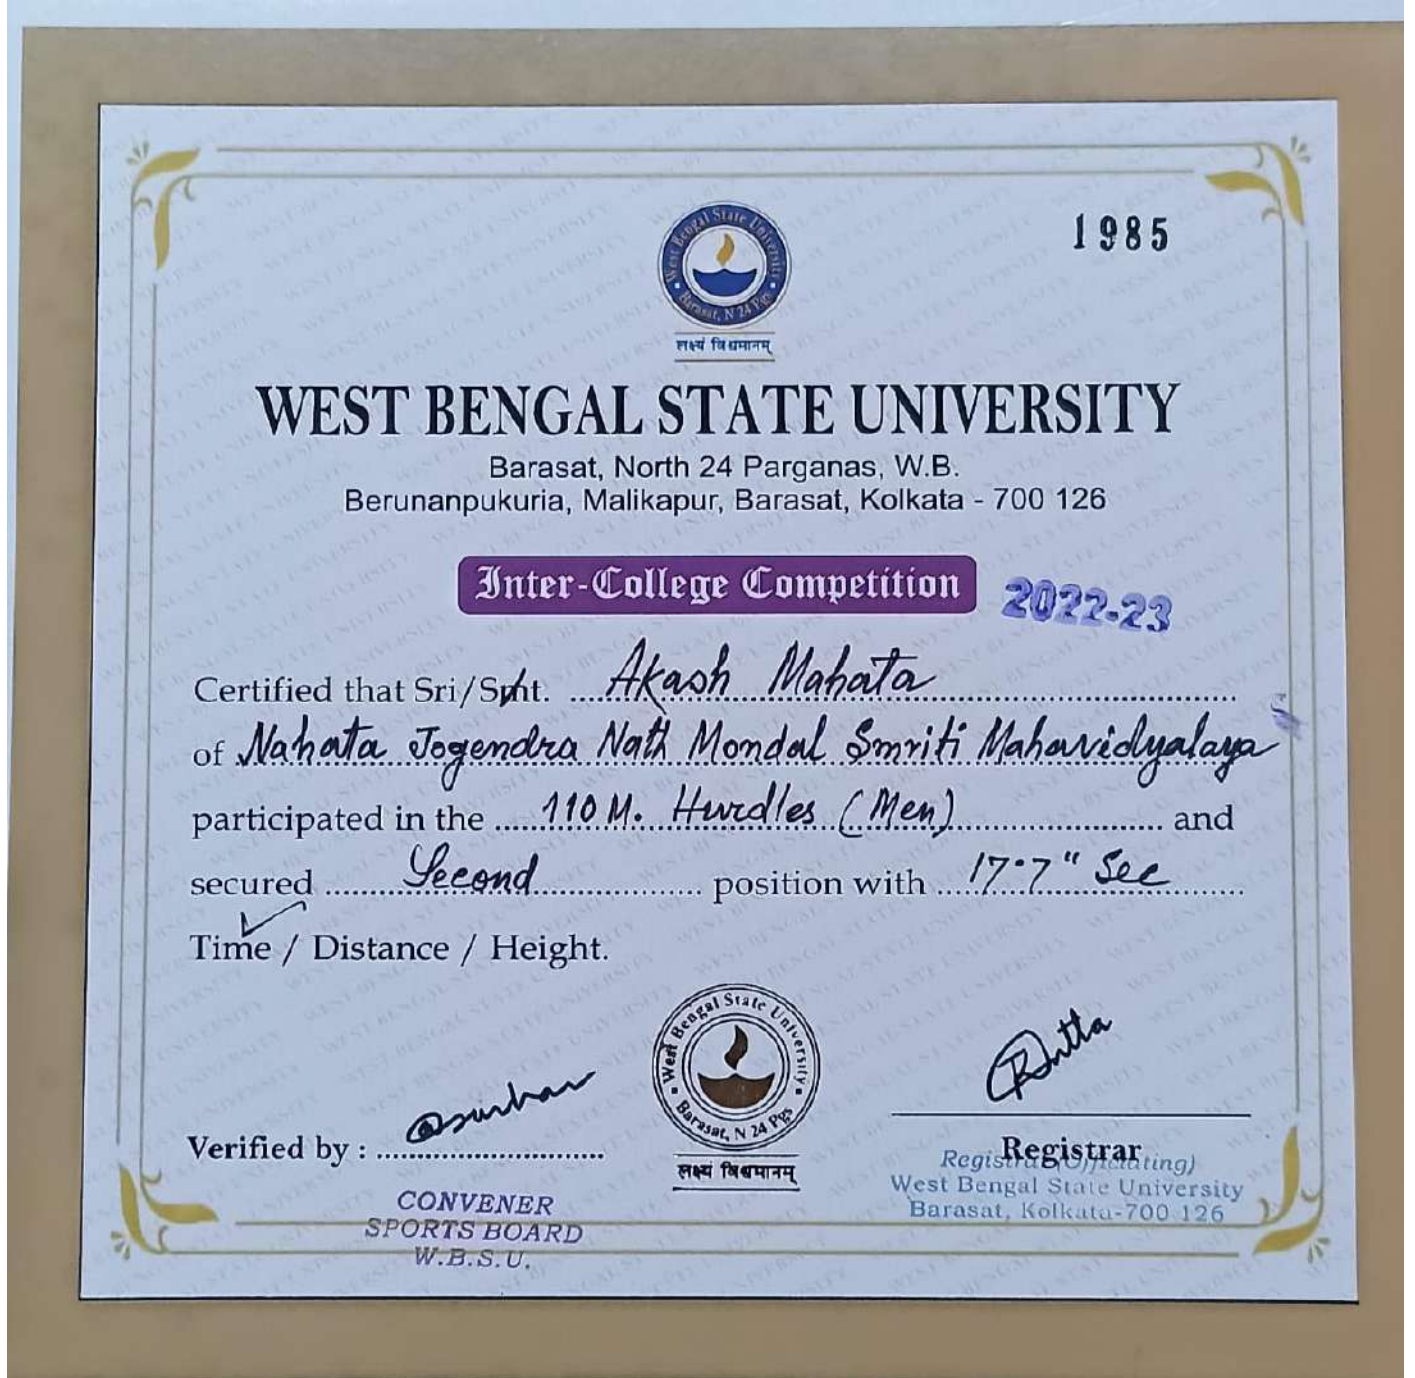 West Bengal State University
Barasat, N 24 Pgs
1985
लक्ष्यं विद्यमानम्
WEST BENGAL STATE UNIVERSITY
Barasat, North 24 Parganas, W.B.
Berunanpukuria, Malikapur, Barasat, Kolkata - 700 126
Inter-College Competition 2022-23
Certified that Sri/Smt. Akash Mahata
of Nahata Jogendra Nath Mondal Smriti Mahavidyalaya
participated in the 110 M. Hurdles (Men) and
secured Second position with 17.7" Sec
Time / Distance / Height.
West Bengal State University
Barasat, N 24 Pgs
लक्ष्यं विद्यमानम्
Verified by :
CONVENER
SPORTS BOARD
W.B.S.U.
Registrar
Registrar (Officiating)
West Bengal State University
Barasat, Kolkata-700 126